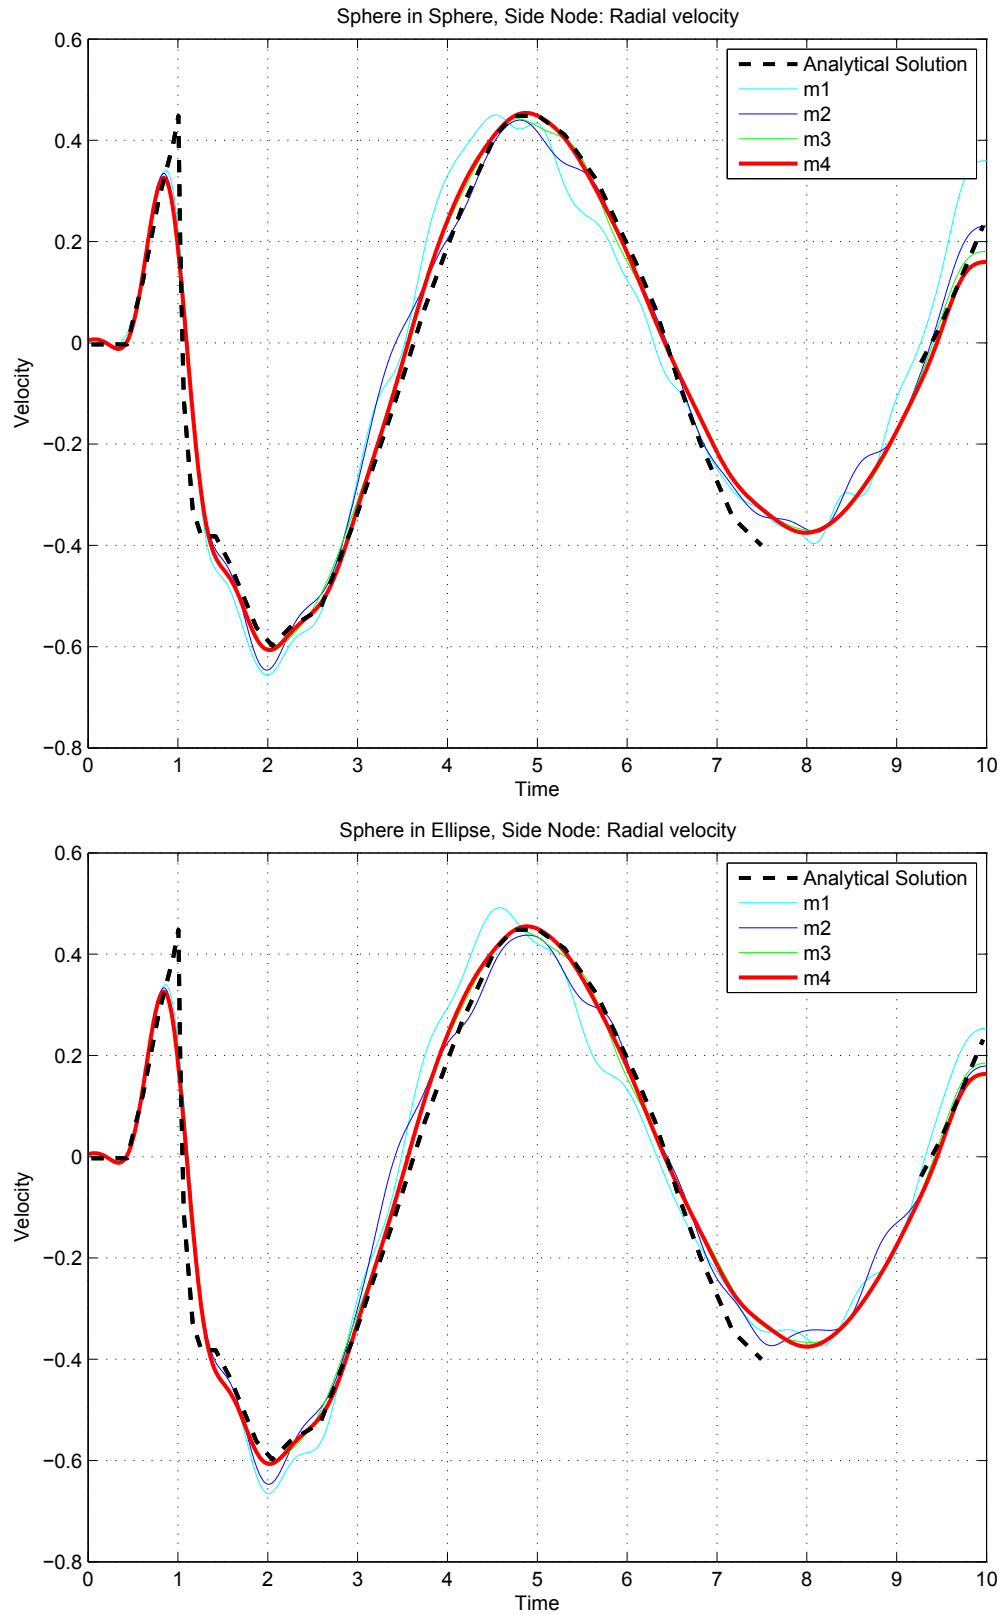 Sphere in Sphere, Side Node: Radial velocity
0.6
0.4
0.2
0
−0.2
−0.4
−0.6
−0.8
Velocity
Analytical Solution
m1
m2
m3
m4
0 1 2 3 4 5 6 7 8 9 10
Time
Sphere in Ellipse, Side Node: Radial velocity
0.6
0.4
0.2
0
−0.2
−0.4
−0.6
−0.8
Velocity
Analytical Solution
m1
m2
m3
m4
0 1 2 3 4 5 6 7 8 9 10
Time